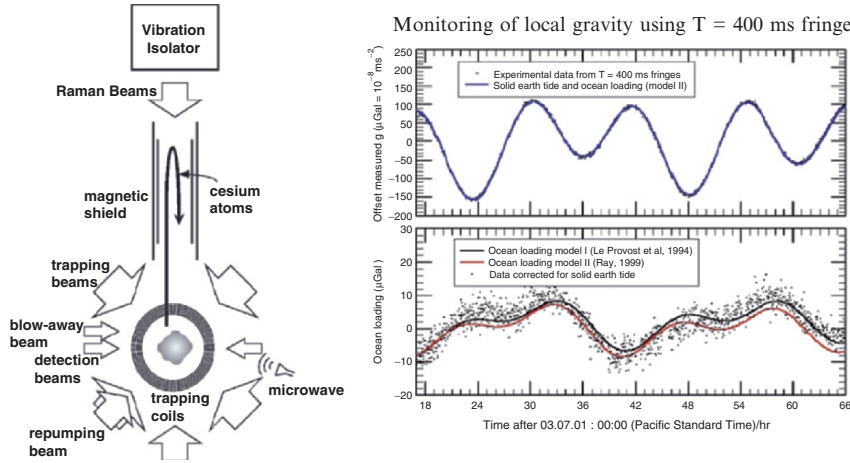 Vibration
Isolator
Raman Beams
magnetic
shield
cesium
atoms
trapping
beams
blow-away
beam
detection
beams
trapping
coils
microwave
repumping
beam
Monitoring of local gravity using T = 400 ms fringe
Offset measured g (μGal = 10⁻⁸ ms⁻²)
250
200
150
100
50
0
−50
−100
−150
−200
Experimental data from T = 400 ms fringes
Solid earth tide and ocean loading (model II)
Ocean loading (μGal)
30
20
10
0
−10
−20
Ocean loading model I (Le Provost et al, 1994)
Ocean loading model II (Ray, 1999)
Data corrected for solid earth tide
18 24 30 36 42 48 54 60 66
Time after 03.07.01 : 00:00 (Pacific Standard Time)/hr